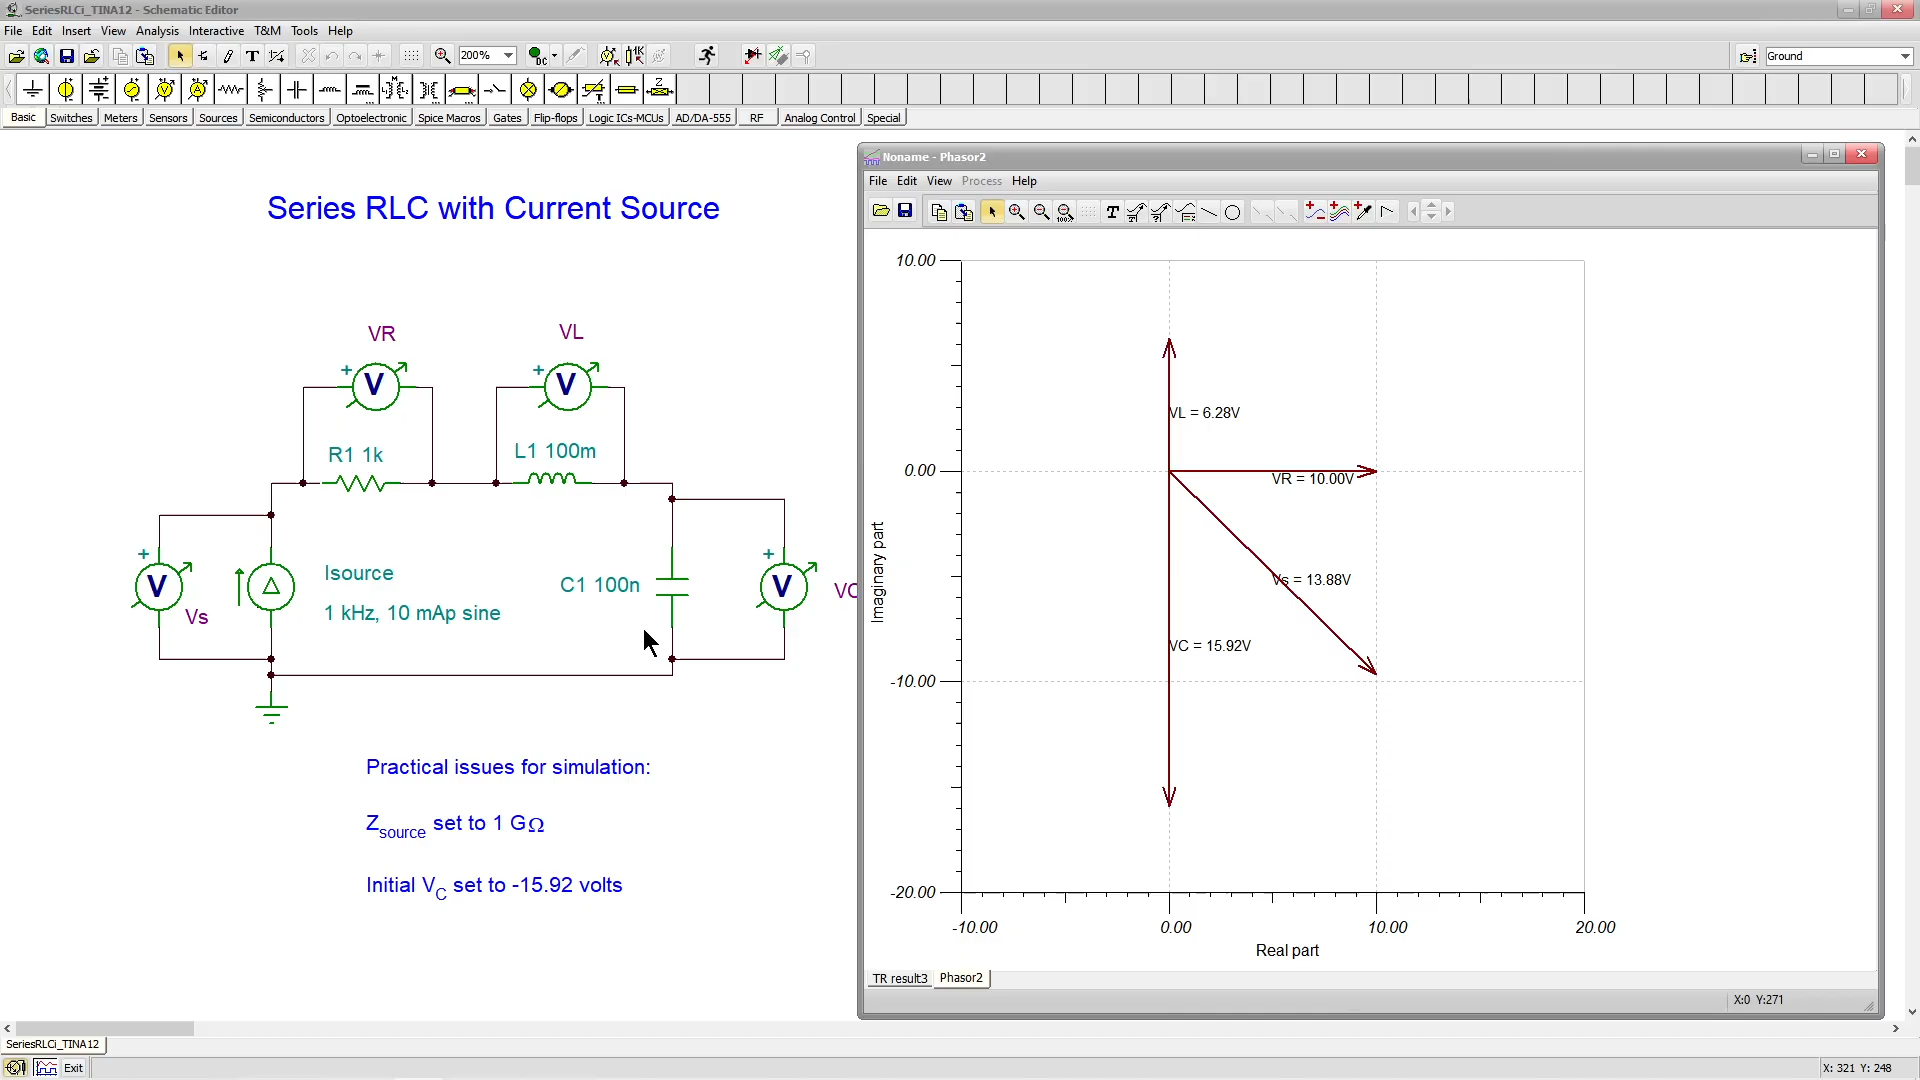 SeriesRLCi_TINA12 - Schematic Editor
File Edit Insert View Analysis Interactive T&M Tools Help
200%
DC
1K
Ground
Basic Switches Meters Sensors Sources Semiconductors Optoelectronic Spice Macros Gates Flip-flops Logic ICs-MCUs AD/DA-555 RF Analog Control Special
Series RLC with Current Source
VR
VL
+
V
+
V
R1 1k
L1 100m
+
V
Vs
Isource
1 kHz, 10 mAp sine
C1 100n
+
V
VC
Practical issues for simulation:
Zsource set to 1 GΩ
Initial VC set to -15.92 volts
Noname - Phasor2
File Edit View Process Help
100%
T
10.00
0.00
-10.00
-20.00
Imaginary part
VL = 6.28V
VR = 10.00V
Vs = 13.88V
VC = 15.92V
-10.00 0.00 10.00 20.00
Real part
TR result3 Phasor2
X:0 Y:271
SeriesRLCi_TINA12
Exit
X: 321 Y: 248